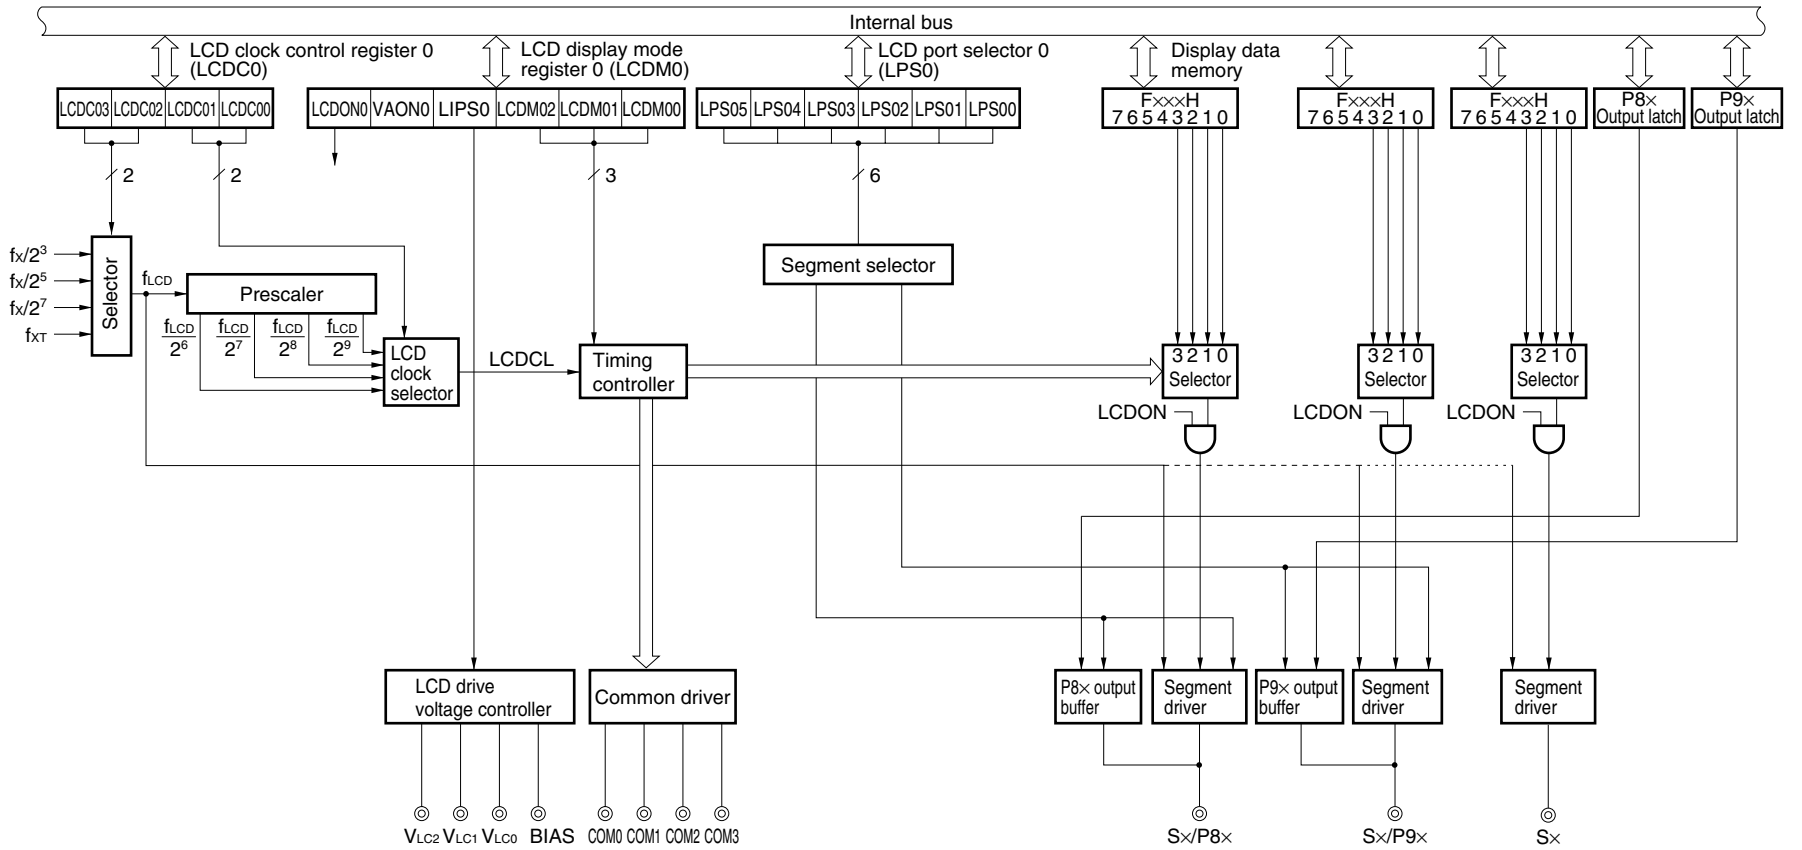 Internal bus
LCD clock control register 0
(LCDC0)
LCD display mode
register 0 (LCDM0)
LCD port selector 0
(LPS0)
Display data
memory
LCDC03 LCDC02 LCDC01 LCDC00
LCDON0 VAON0 LIPS0 LCDM02 LCDM01 LCDM00
LPS05 LPS04 LPS03 LPS02 LPS01 LPS00
F×××H
7 6 5 4 3 2 1 0
F×××H
7 6 5 4 3 2 1 0
F×××H
7 6 5 4 3 2 1 0
P8×
Output latch
P9×
Output latch
2
2
3
6
fX/2³
fX/2⁵
fX/2⁷
fXT
Selector
fLCD
Prescaler
fLCD/2⁶
fLCD/2⁷
fLCD/2⁸
fLCD/2⁹
LCD
clock
selector
LCDCL
Timing
controller
Segment selector
3 2 1 0
Selector
3 2 1 0
Selector
3 2 1 0
Selector
LCDON
LCDON
LCDON
LCD drive
voltage controller
Common driver
P8× output
buffer
Segment
driver
P9× output
buffer
Segment
driver
Segment
driver
VLC2 VLC1 VLC0 BIAS
COM0 COM1 COM2 COM3
S×/P8×
S×/P9×
S×